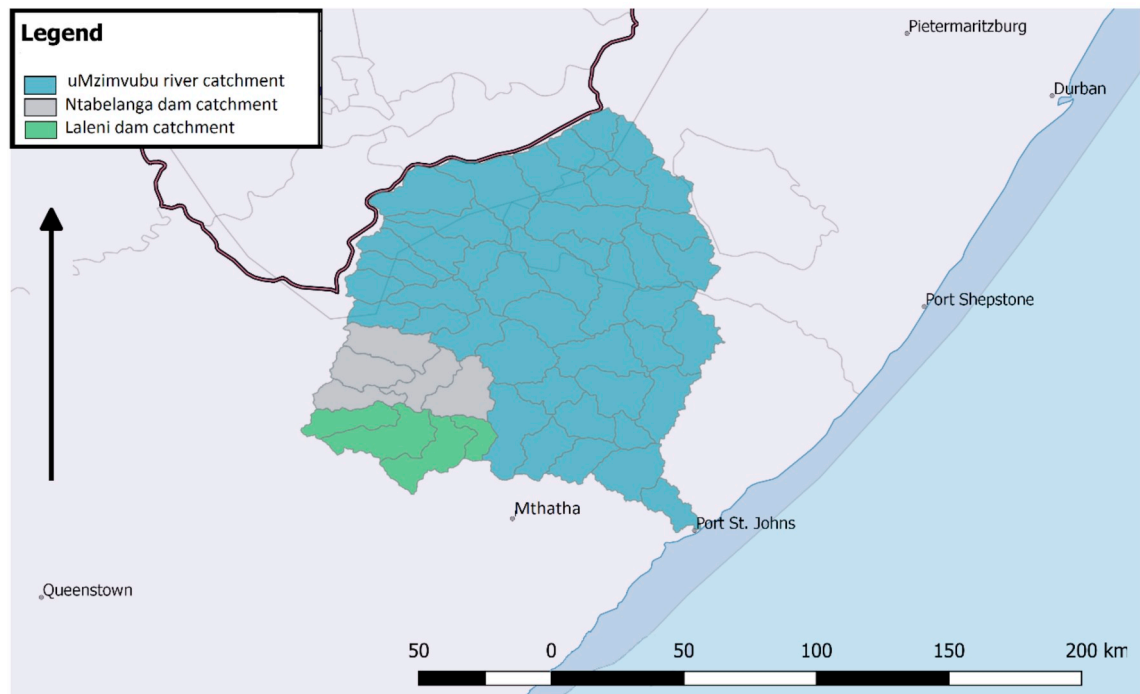 Legend
uMzimvubu river catchment
Ntabelanga dam catchment
Laleni dam catchment
Pietermaritzburg
Durban
Port Shepstone
Mthatha
Port St. Johns
Queenstown
50 0 50 100 150 200 km